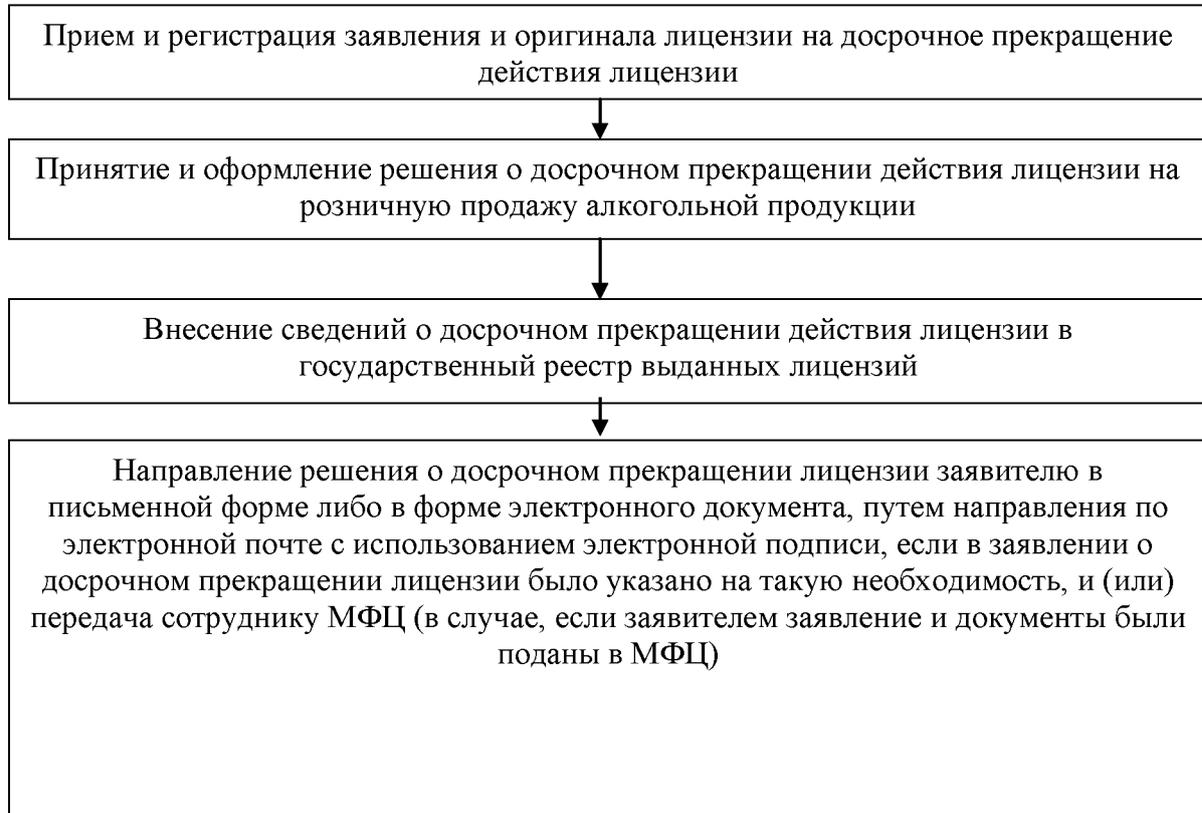 Прием и регистрация заявления и оригинала лицензии на досрочное прекращение
действия лицензии
Принятие и оформление решения о досрочном прекращении действия лицензии на
розничную продажу алкогольной продукции
Внесение сведений о досрочном прекращении действия лицензии в
государственный реестр выданных лицензий
Направление решения о досрочном прекращении лицензии заявителю в
письменной форме либо в форме электронного документа, путем направления по
электронной почте с использованием электронной подписи, если в заявлении о
досрочном прекращении лицензии было указано на такую необходимость, и (или)
передача сотруднику МФЦ (в случае, если заявителем заявление и документы были
поданы в МФЦ)